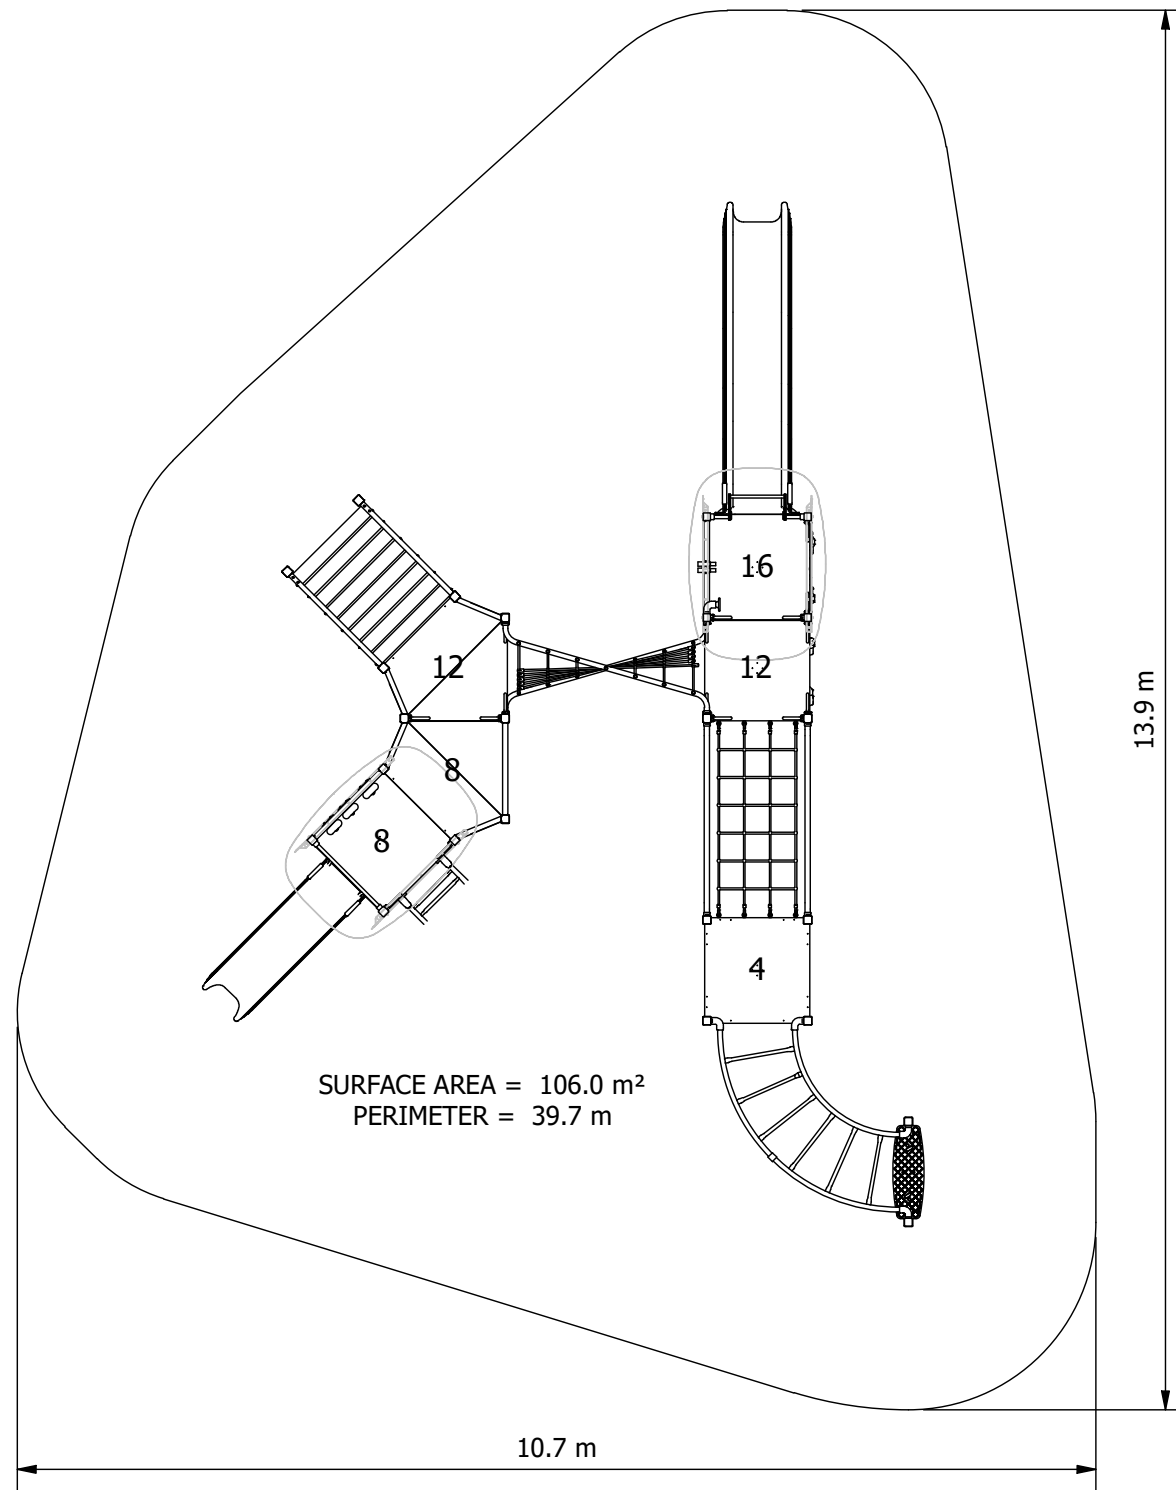 16
12
12
8
8
4
13.9 m
SURFACE AREA = 106.0 m²
PERIMETER = 39.7 m
10.7 m